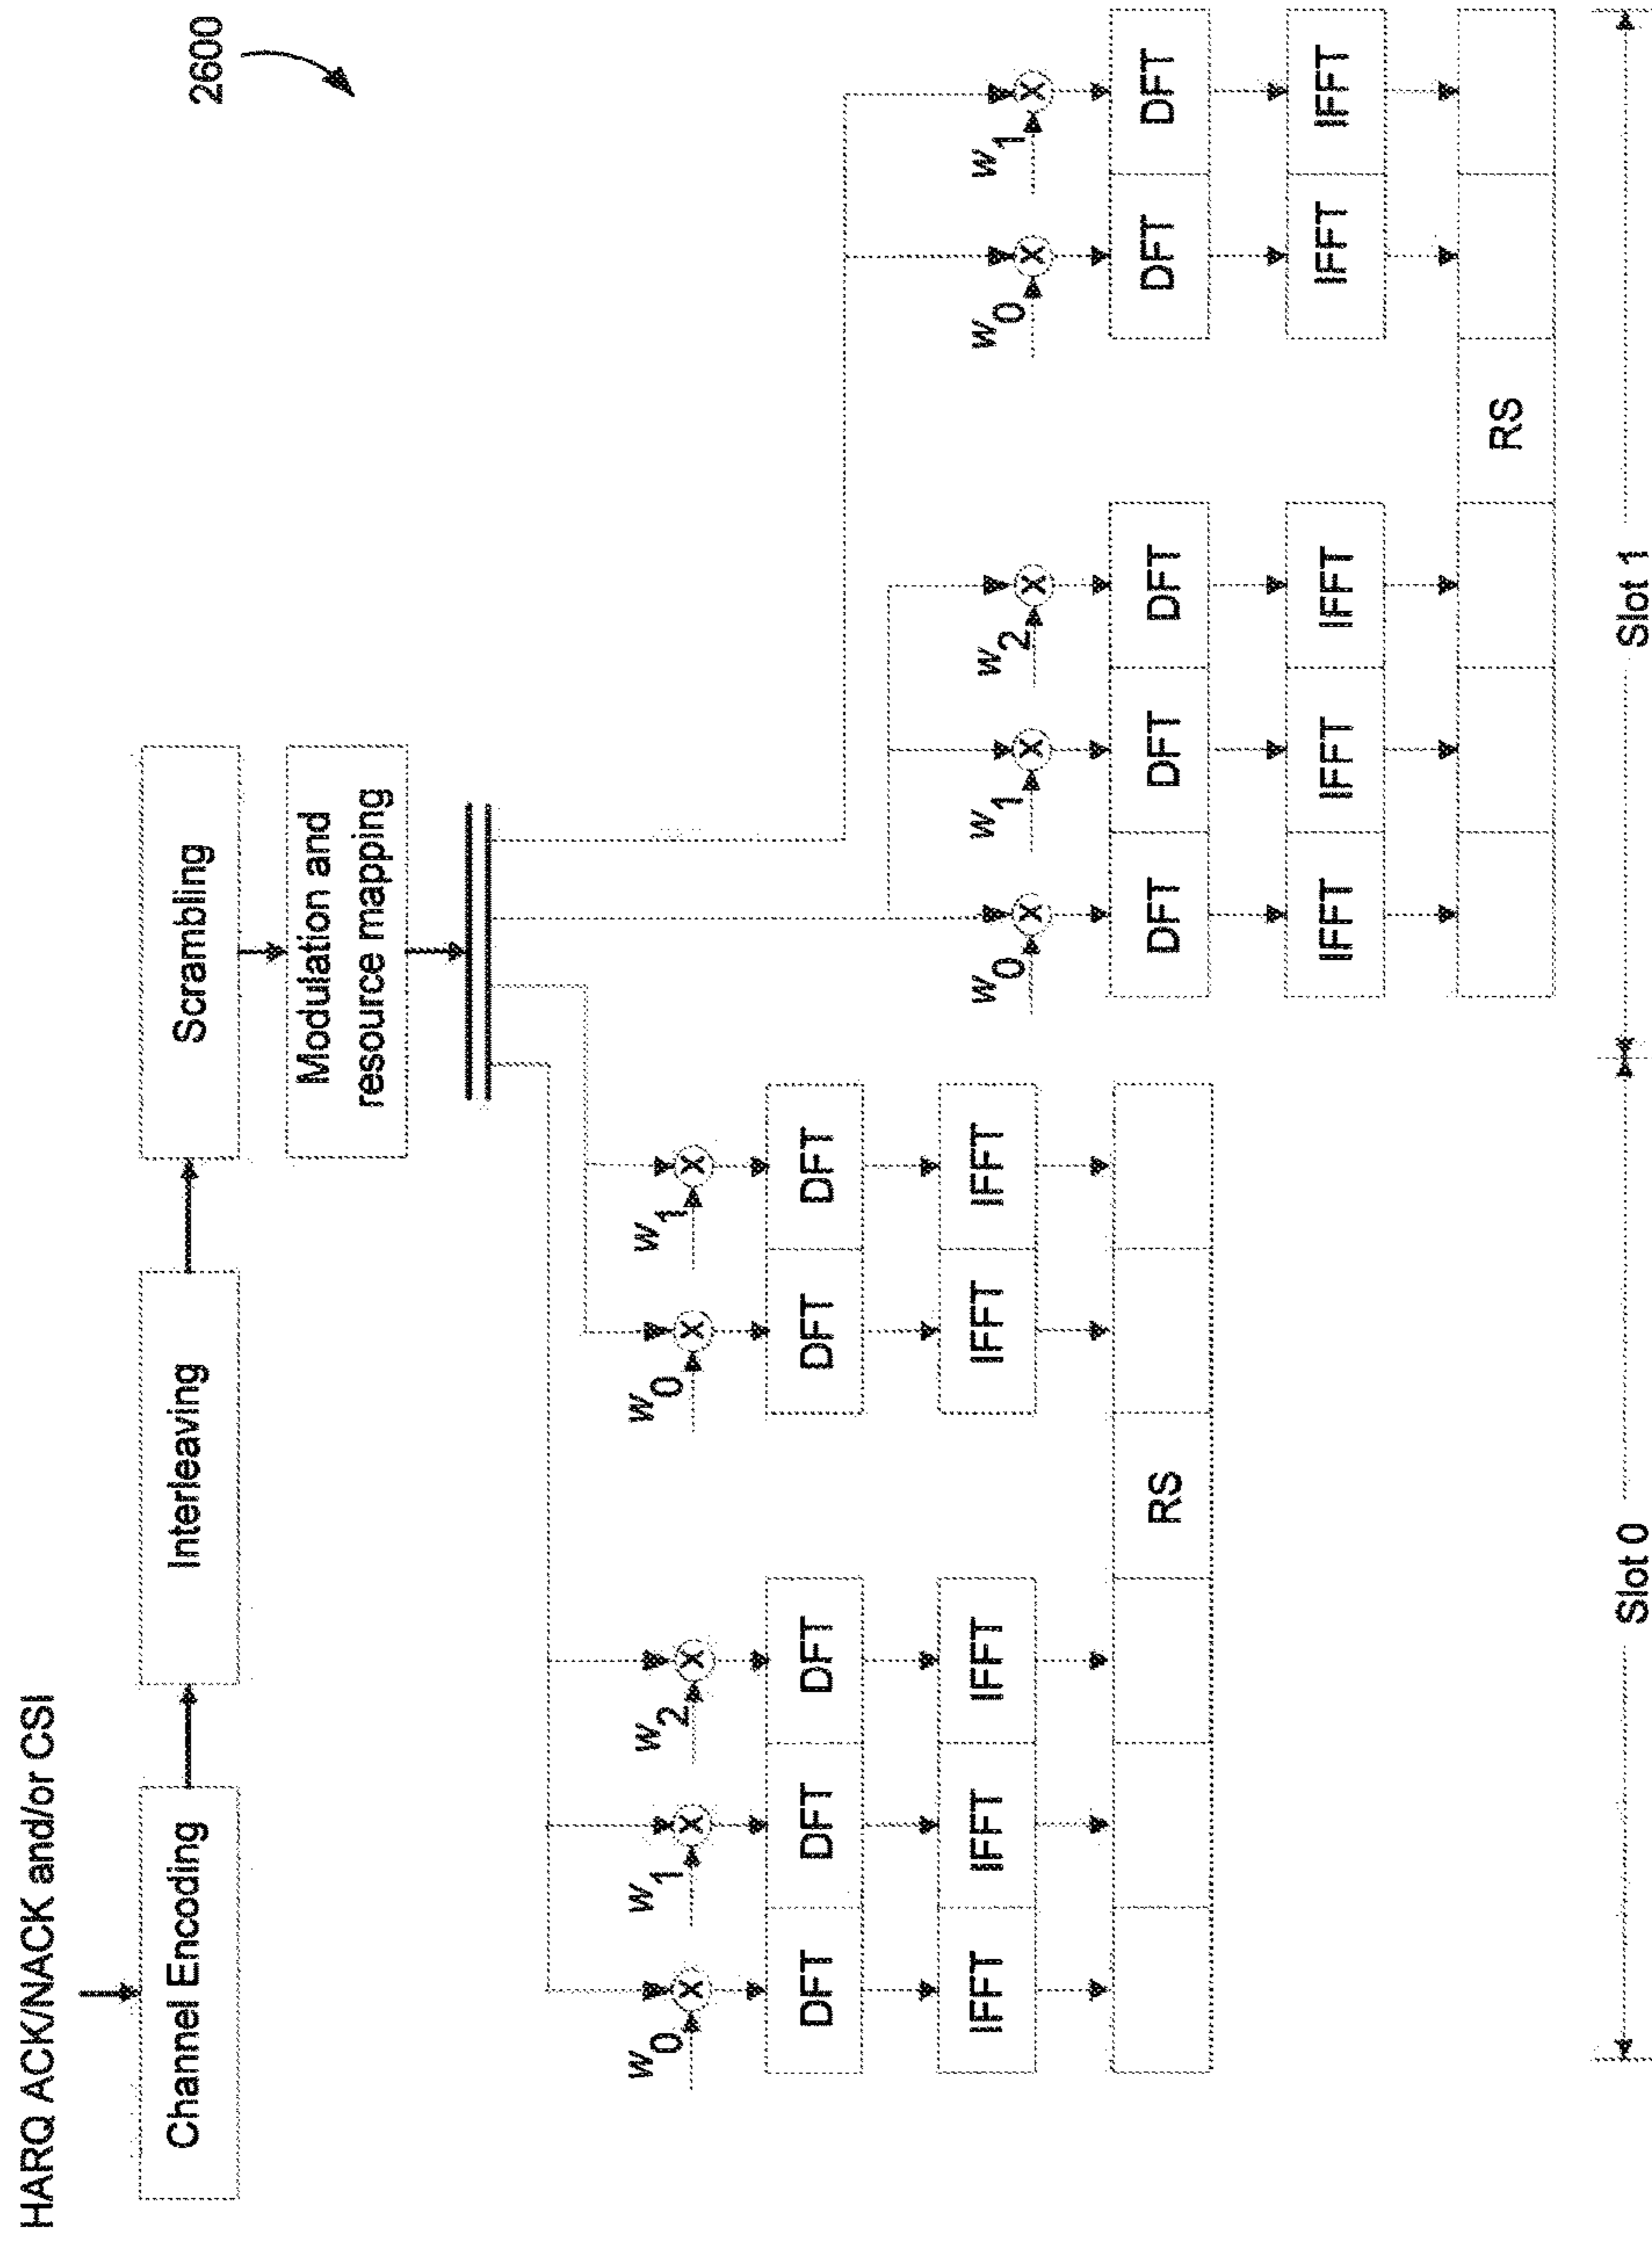 2600
HARQ ACK/NACK and/or CSI
Channel Encoding
Interleaving
Scrambling
Modulation and
resource mapping
w0
w1
w2
w0
w1
DFT
DFT
DFT
DFT
DFT
IFFT
IFFT
IFFT
IFFT
IFFT
RS
w0
w1
w2
w0
w1
DFT
DFT
DFT
DFT
DFT
IFFT
IFFT
IFFT
IFFT
IFFT
RS
Slot 0
Slot 1